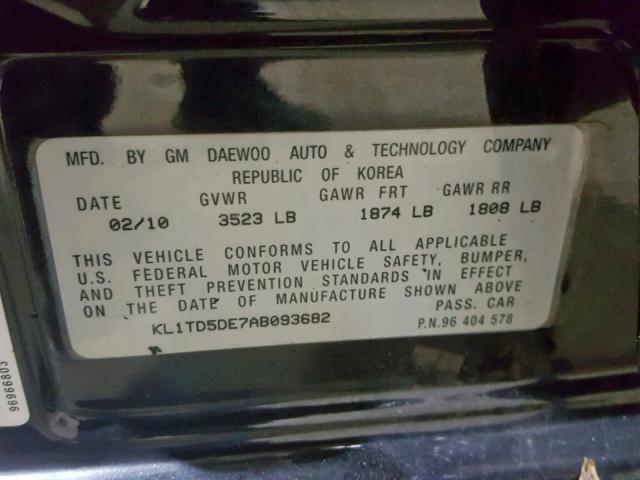 MFD. BY GM DAEWOO AUTO & TECHNOLOGY COMPANY
REPUBLIC OF KOREA
DATE GVWR GAWR FRT GAWR RR
02/10 3523 LB 1874 LB 1808 LB
THIS VEHICLE CONFORMS TO ALL APPLICABLE
U.S. FEDERAL MOTOR VEHICLE SAFETY, BUMPER,
AND THEFT PREVENTION STANDARDS IN EFFECT
ON THE DATE OF MANUFACTURE SHOWN ABOVE
PASS. CAR
KL1TD5DE7AB093682
P.N.96 404 578
96966803